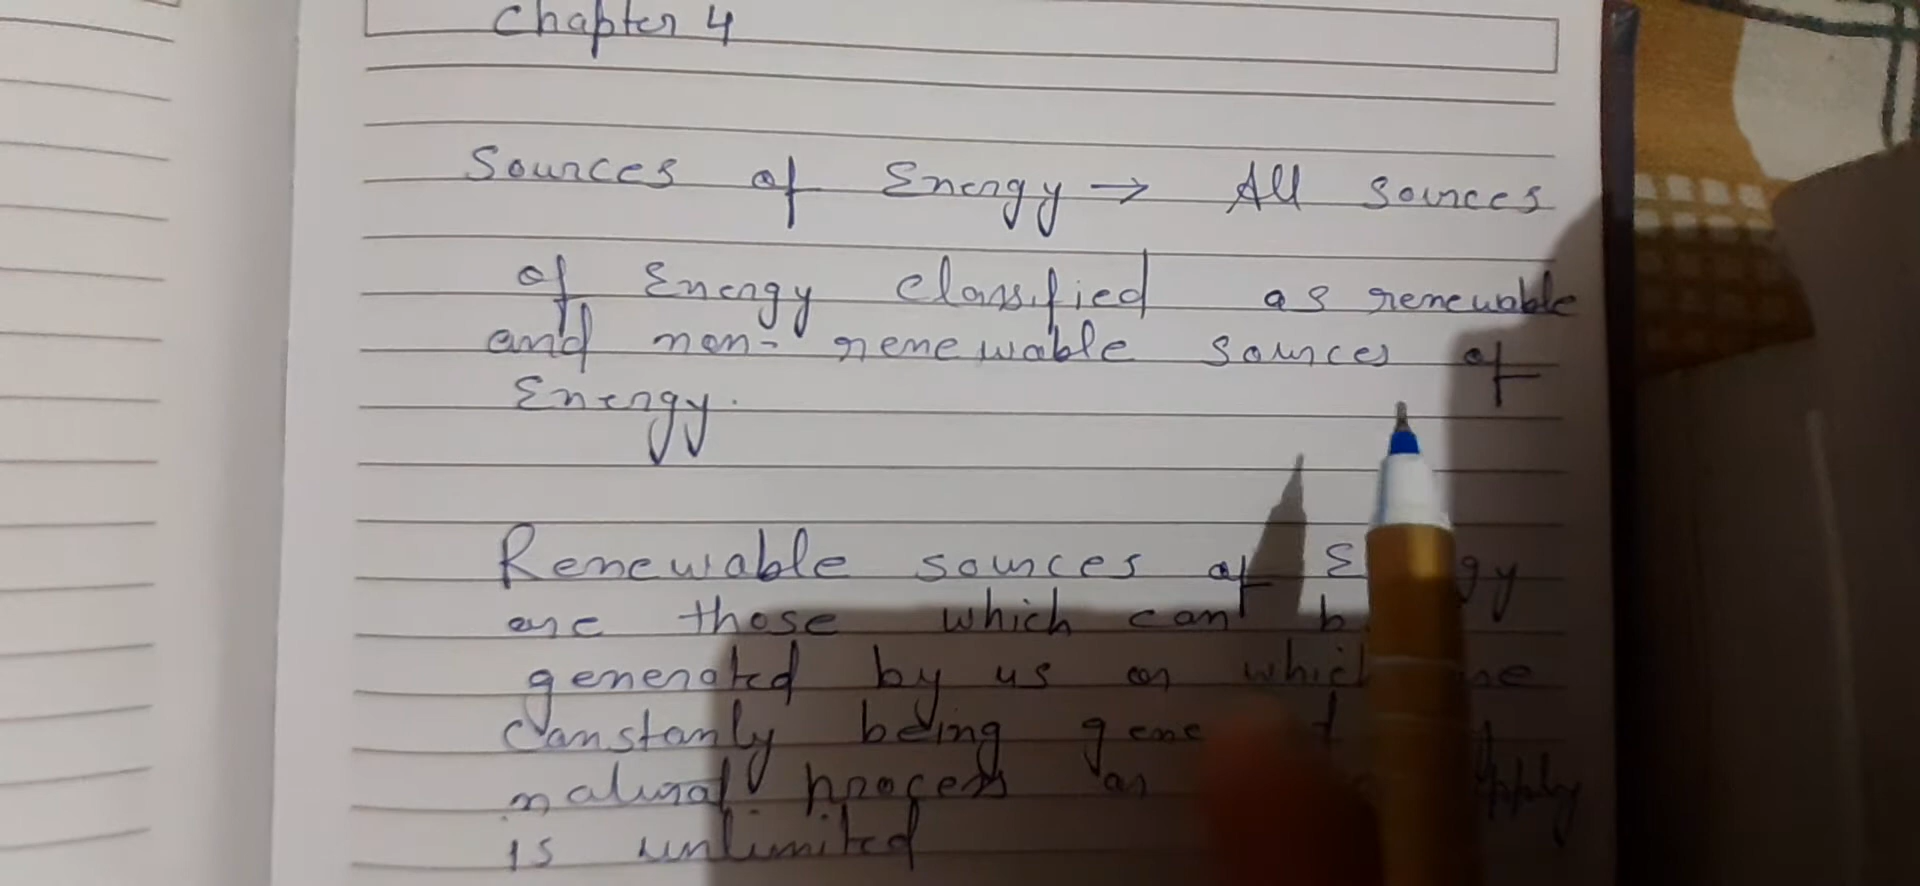 Chapter 4
Sources of Energy → All sources
of Energy classified as renewable
and non-renewable sources of
Energy.
Renewable sources of
are those which can
generated by us or
constanly being
natural process or
is unlimited